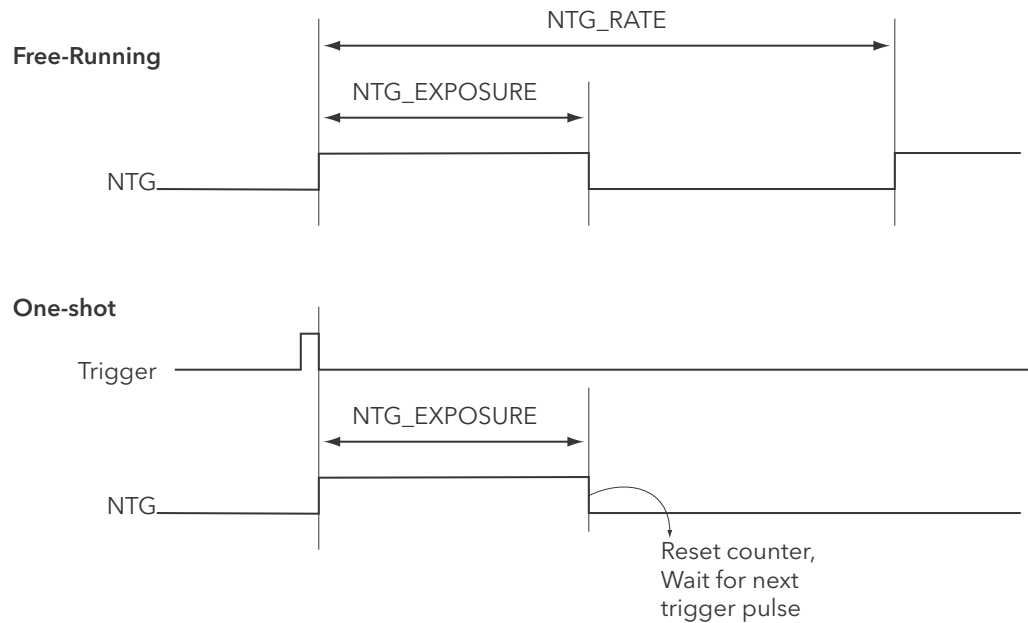 NTG_RATE
Free-Running
NTG_EXPOSURE
NTG
One-shot
Trigger
NTG_EXPOSURE
NTG
Reset counter,
Wait for next
trigger pulse